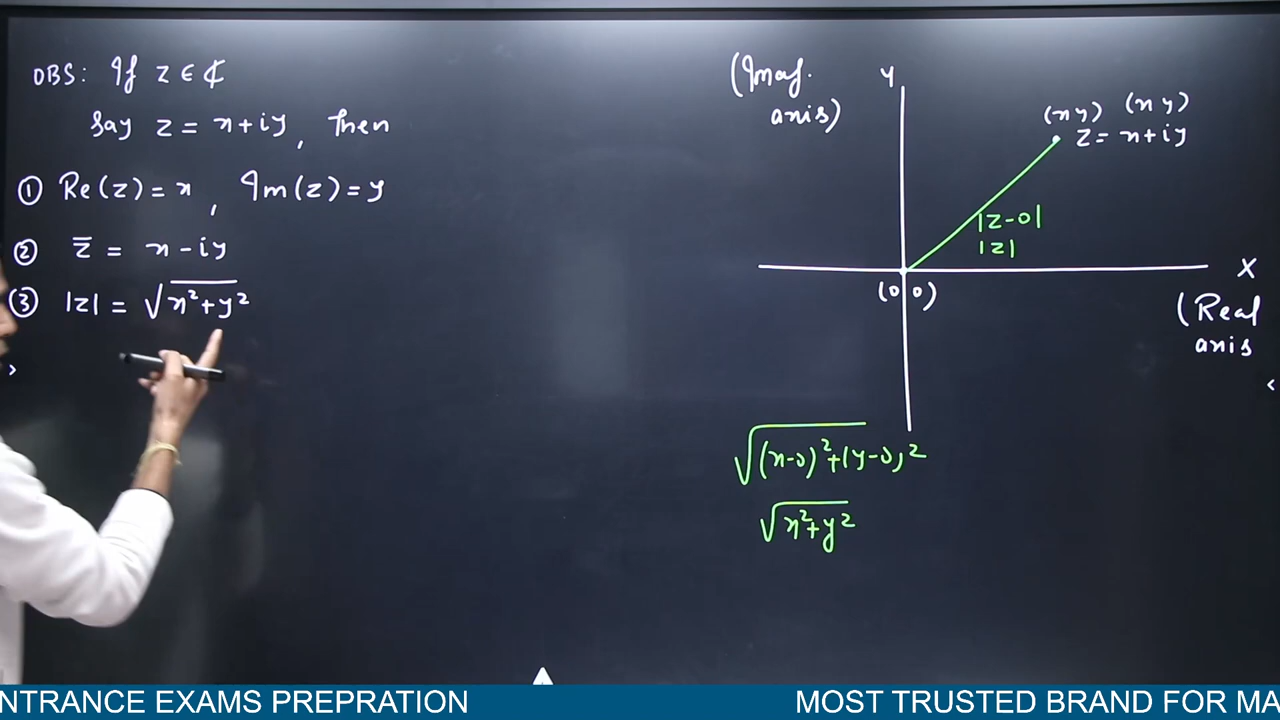 OBS: If z ∈ ₵
Say z = x+iy, Then
① Re(z) = x, Im(z) = y
② z̅ = x - iy
③ |z| = √x²+y²
(Imag.
axis)
Y
(x y) (x y)
z = x+iy
|z-0|
|z|
(0 0)
X
(Real
axis
√(x-0)²+(y-0)²
√x²+y²
NTRANCE EXAMS PREPRATION
MOST TRUSTED BRAND FOR MA